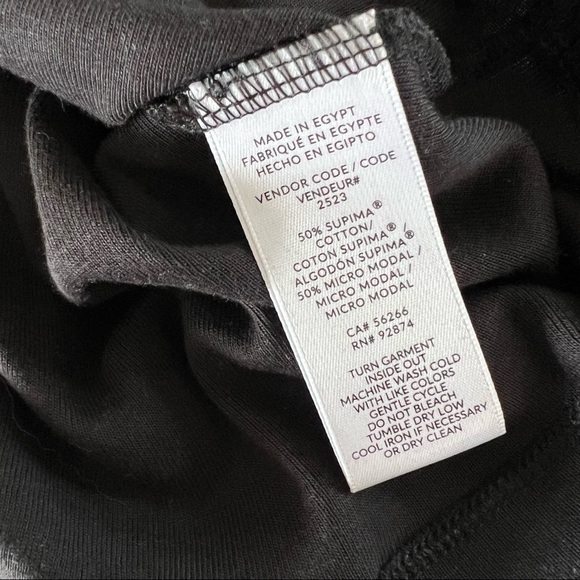 MADE IN EGYPT
FABRIQUÉ EN EGYPTE
HECHO EN EGIPTO
VENDOR CODE / CODE
VENDEUR#
2523
50% SUPIMA®
COTTON/
COTON SUPIMA®/
ALGODÓN SUPIMA®
50% MICRO MODAL /
MICRO MODAL /
MICRO MODAL
CA# 56266
RN# 92874
TURN GARMENT
INSIDE OUT
MACHINE WASH COLD
WITH LIKE COLORS
GENTLE CYCLE
DO NOT BLEACH
TUMBLE DRY LOW
COOL IRON IF NECESSARY
OR DRY CLEAN